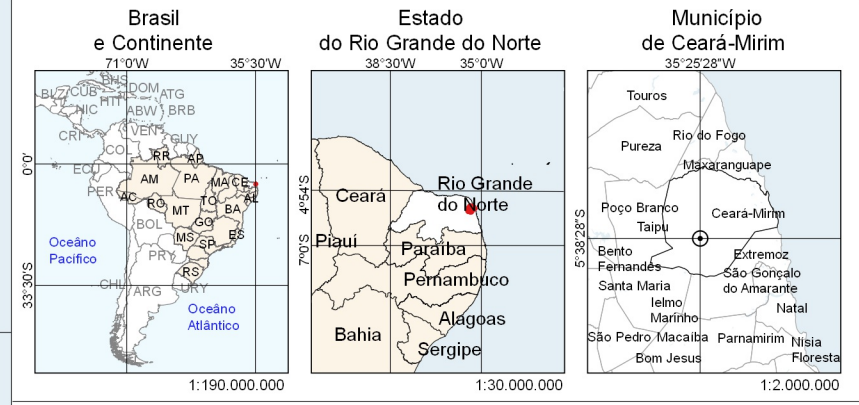 Brasil
e Continente
71°0'W
35°30'W
0°0'
33°30'S
BHS
BLZ
CUB
DOM
ATG
HTI
NIC
ABW
BRB
CRI
VEN
GUY
COL
RR
AP
ECU
AM
PA
MA
CE
PER
AC
RO
TO
AL
MT
BA
BOL
GO
MS
ES
SP
PRY
RS
CHL
ARG
URY
Oceâno
Pacífico
Oceâno
Atlântico
1:190.000.000
Estado
do Rio Grande do Norte
38°30'W
35°0'W
4°54'S
7°0'S
Ceará
Rio Grande
do Norte
Piauí
Paraíba
Pernambuco
Alagoas
Bahia
Sergipe
1:30.000.000
Município
de Ceará-Mirim
35°25'28"W
5°38'28"S
Touros
Rio do Fogo
Pureza
Maxaranguape
Poço Branco
Ceará-Mirim
Taipu
Bento
Fernandes
Extremoz
Santa Maria
São Gonçalo
do Amarante
Ielmo
Marinho
Natal
São Pedro
Macaíba
Parnamirim
Nísia
Floresta
Bom Jesus
1:2.000.000